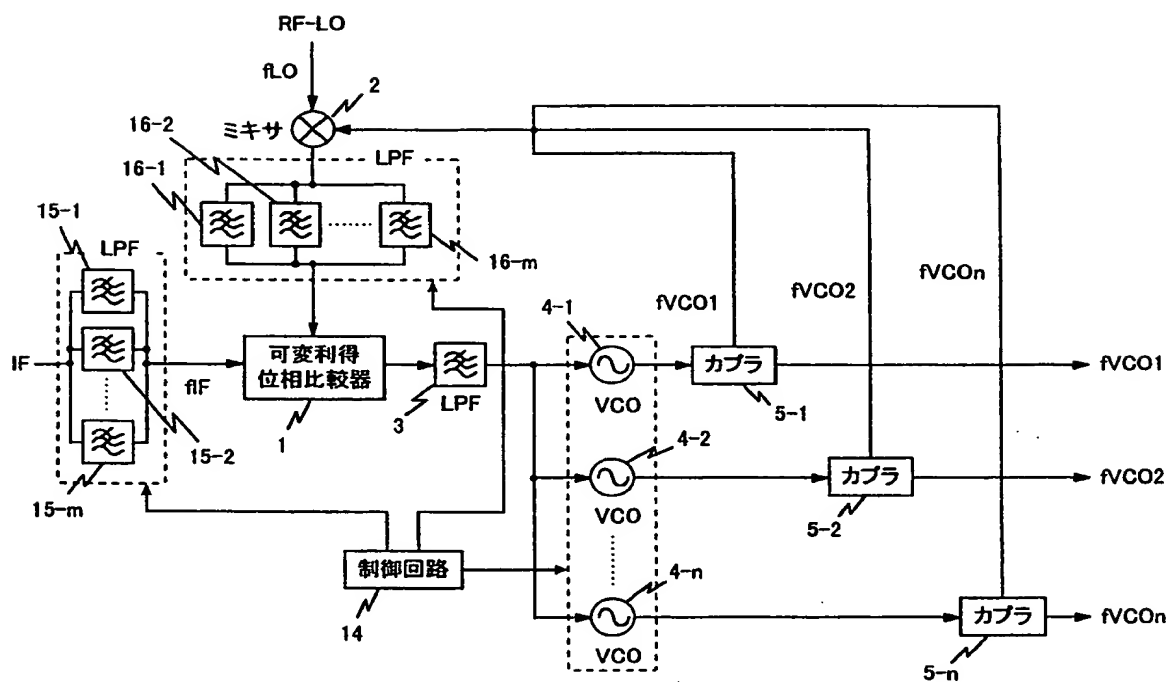 RF-LO
fLO
2
ミキサ
16-2
16-1
LPF
16-m
15-1
LPF
IF
fIF
15-2
15-m
可変利得
位相比較器
1
3
LPF
fVCO1
fVCO2
fVCOn
4-1
VCO
カプラ
5-1
fVCO1
4-2
VCO
カプラ
5-2
fVCO2
制御回路
14
4-n
VCO
カプラ
5-n
fVCOn